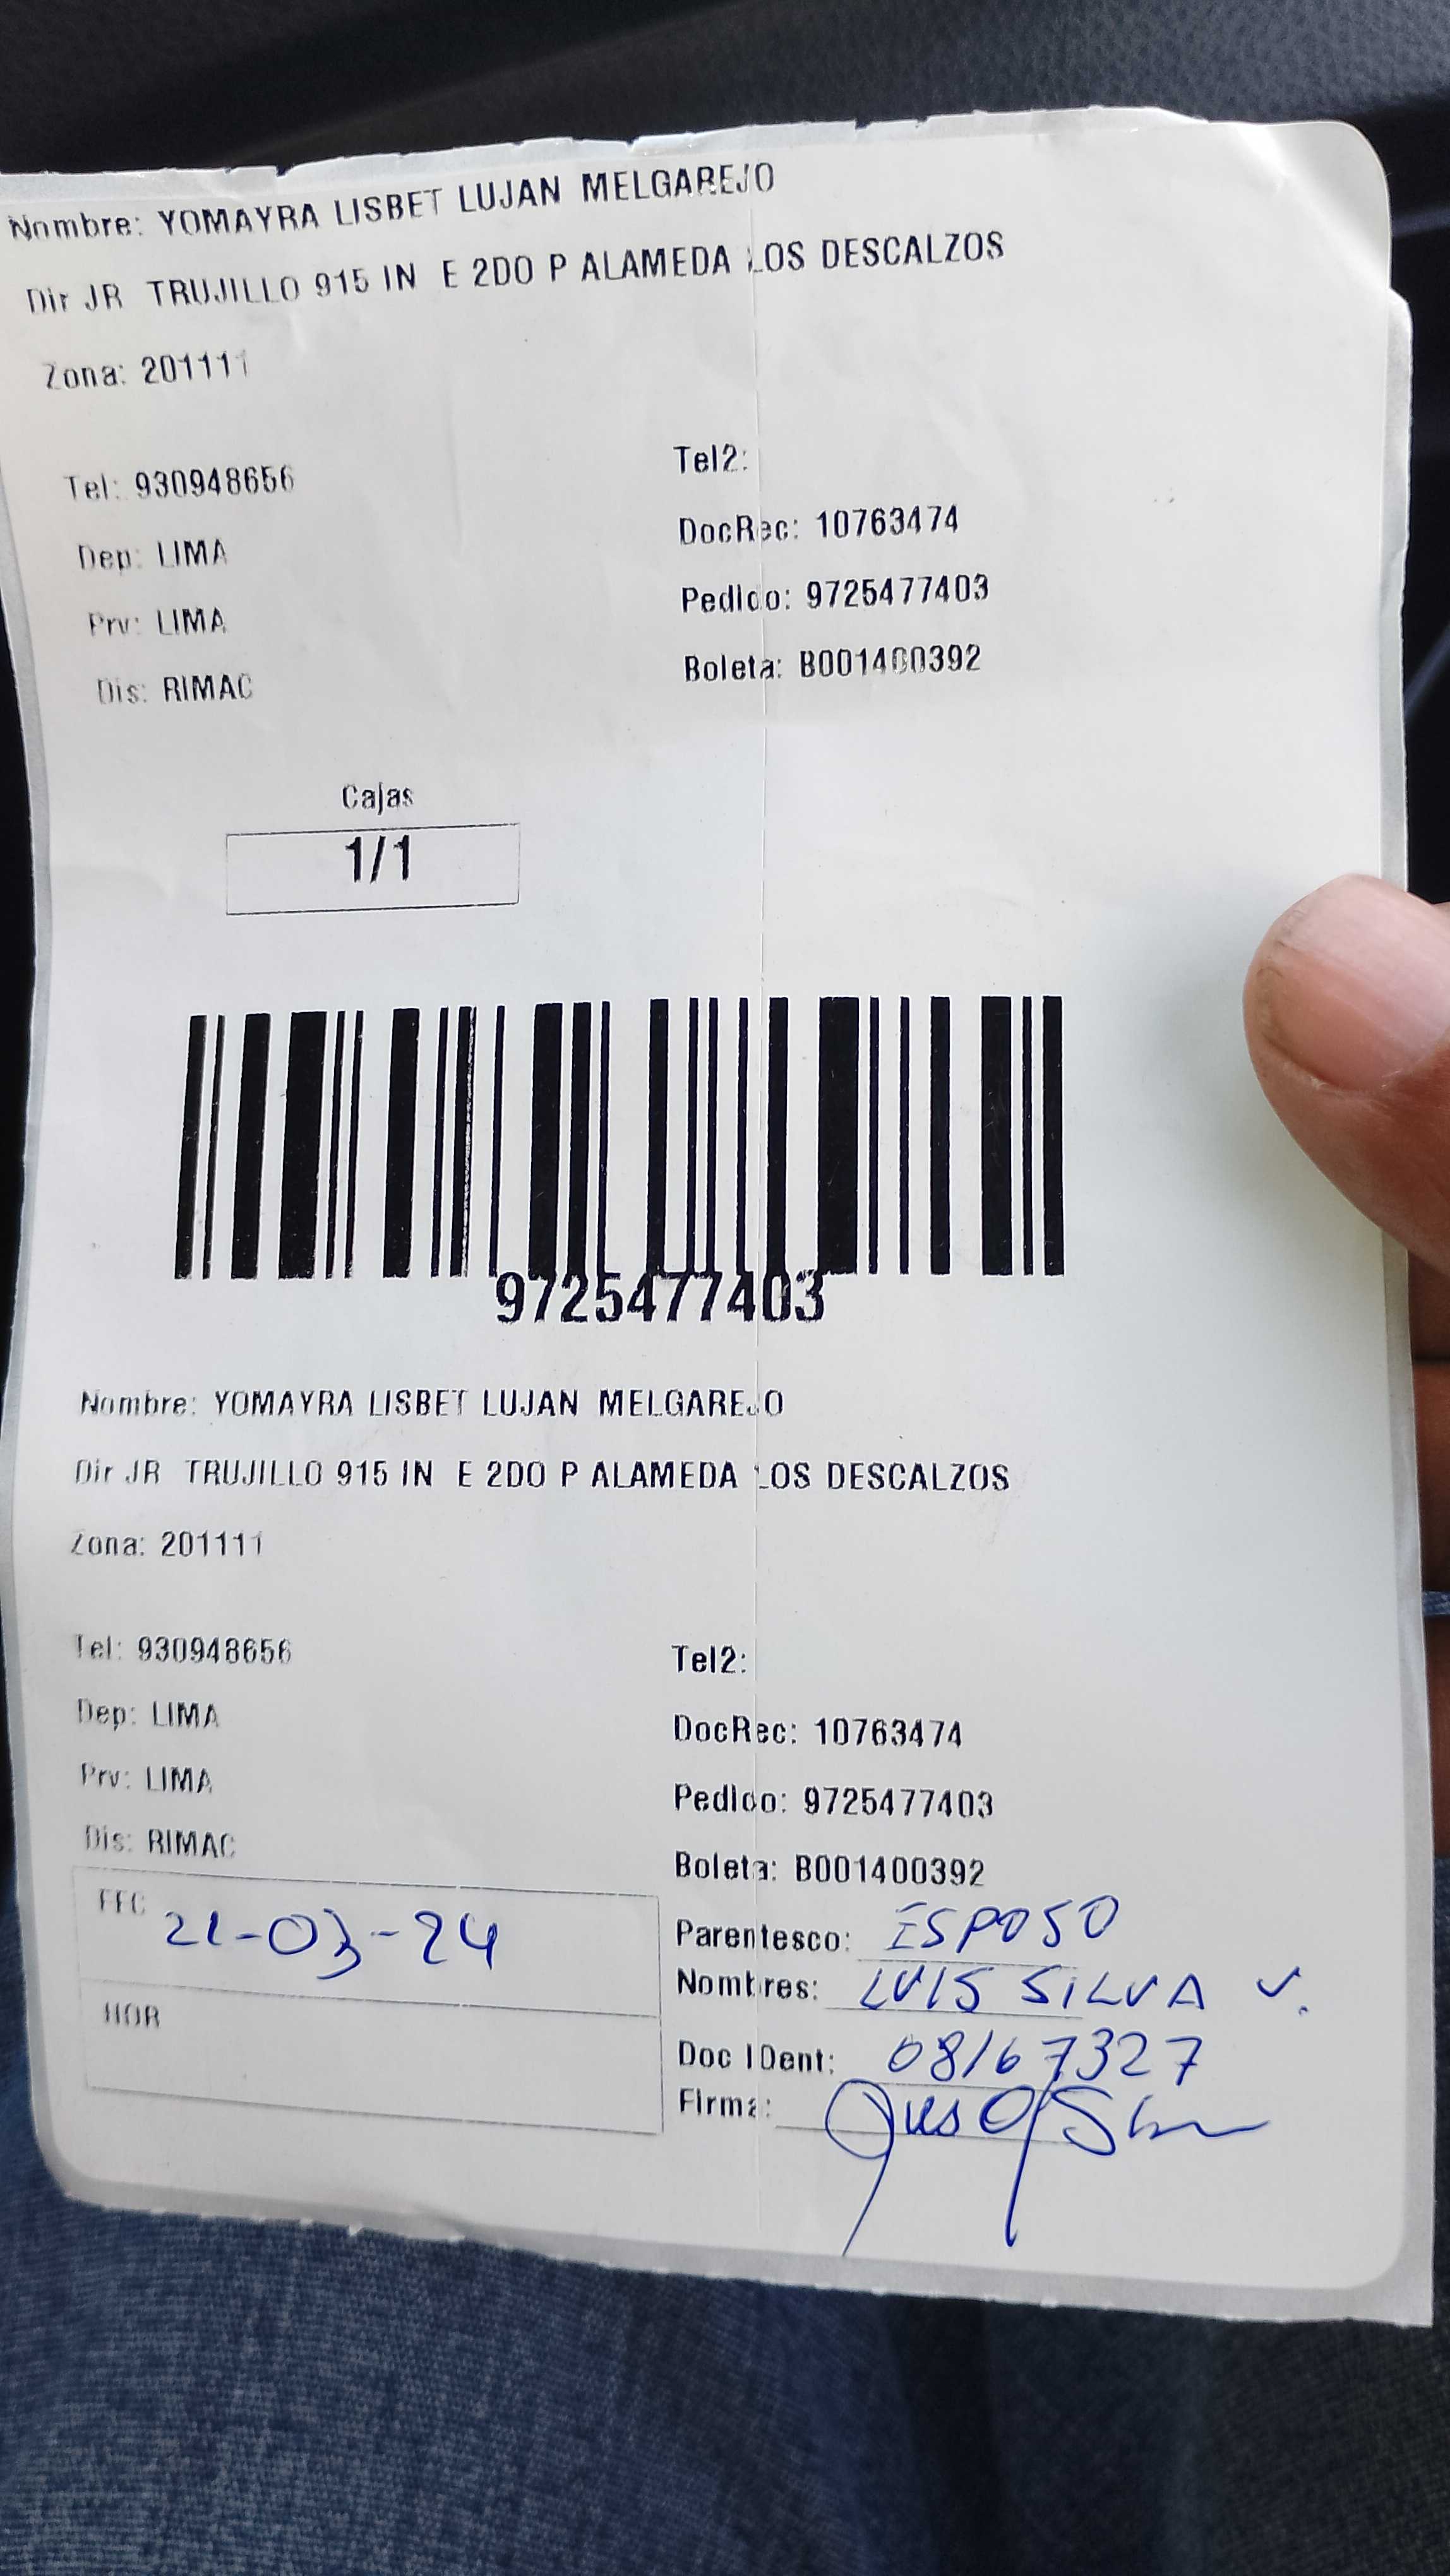 Nombre: YOMAYRA LISBET LUJAN MELGAREJO
Dir JR TRUJILLO 915 IN E 2DO P ALAMEDA LOS DESCALZOS
Zona: 201111
Tel: 930948656 Tel2:
Dep: LIMA DocRec: 10763474
Prv: LIMA Pedido: 9725477403
Dis: RIMAC Boleta: B001400392
Cajas
1/1
9725477403
Nombre: YOMAYRA LISBET LUJAN MELGAREJO
Dir JR TRUJILLO 915 IN E 2DO P ALAMEDA LOS DESCALZOS
Zona: 201111
Tel: 930948656 Tel2:
Dep: LIMA DocRec: 10763474
Prv: LIMA Pedido: 9725477403
Dis: RIMAC Boleta: B001400392
21-03-24 Parentesco: ESPOSO
Nombres: LUIS SILVA V.
HOR Doc IDent: 08167327
Firma: